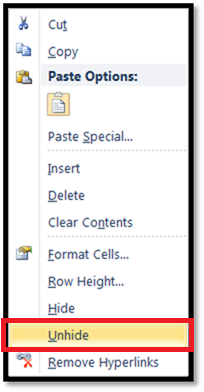 Cut
Copy
Paste Options:
Paste Special...
Insert
Delete
Clear Contents
Format Cells...
Row Height...
Hide
Unhide
Remove Hyperlinks